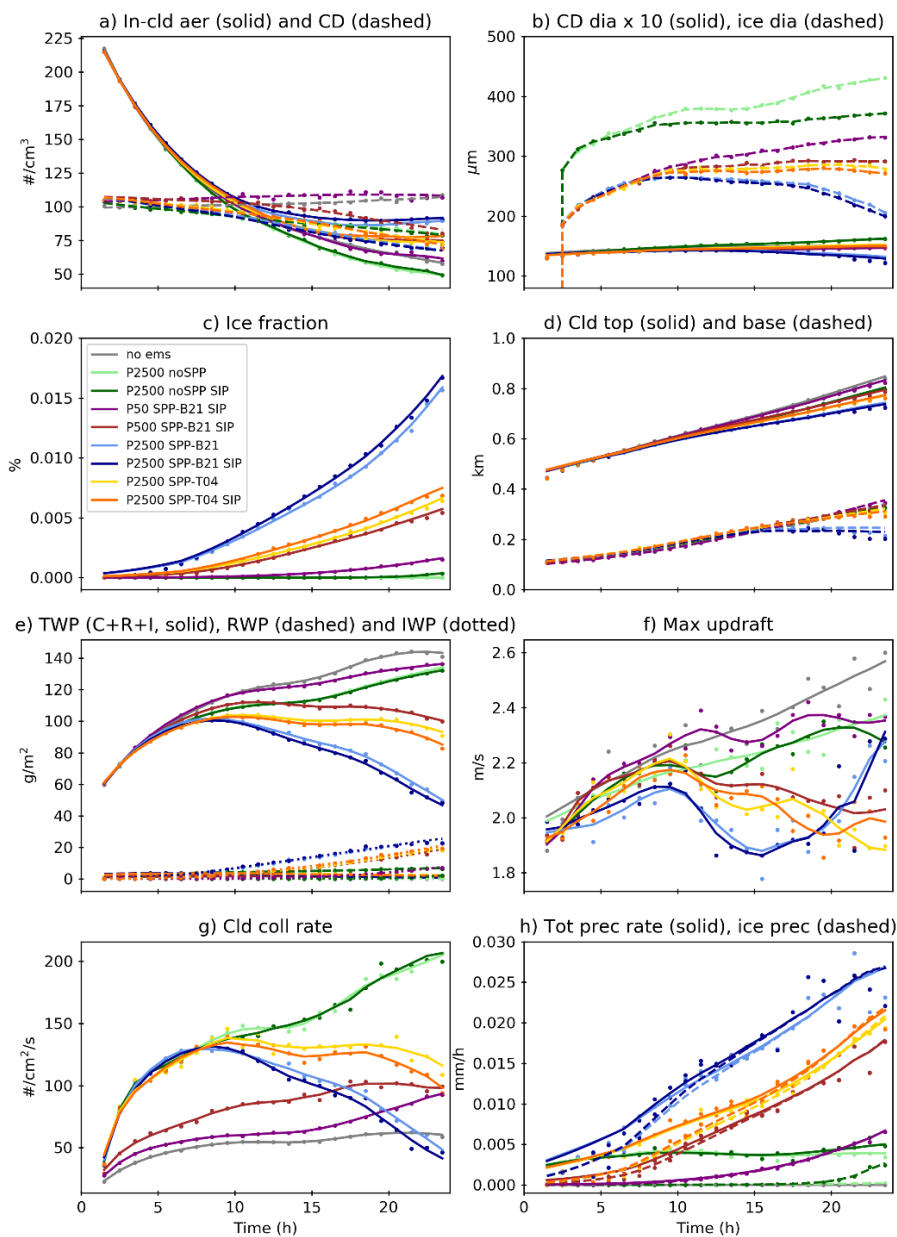 a) In-cld aer (solid) and CD (dashed)
225
200
175
150
125
100
75
50
#/cm³
b) CD dia x 10 (solid), ice dia (dashed)
500
400
300
200
100
μm
c) Ice fraction
0.020
0.015
0.010
0.005
0.000
%
no ems
P2500 noSPP
P2500 noSPP SIP
P50 SPP-B21 SIP
P500 SPP-B21 SIP
P2500 SPP-B21
P2500 SPP-B21 SIP
P2500 SPP-T04
P2500 SPP-T04 SIP
d) Cld top (solid) and base (dashed)
1.0
0.8
0.6
0.4
0.2
0.0
km
e) TWP (C+R+I, solid), RWP (dashed) and IWP (dotted)
140
120
100
80
60
40
20
0
g/m²
f) Max updraft
2.6
2.4
2.2
2.0
1.8
m/s
g) Cld coll rate
200
150
100
50
#/cm²/s
0 5 10 15 20
Time (h)
h) Tot prec rate (solid), ice prec (dashed)
0.030
0.025
0.020
0.015
0.010
0.005
0.000
mm/h
0 5 10 15 20
Time (h)